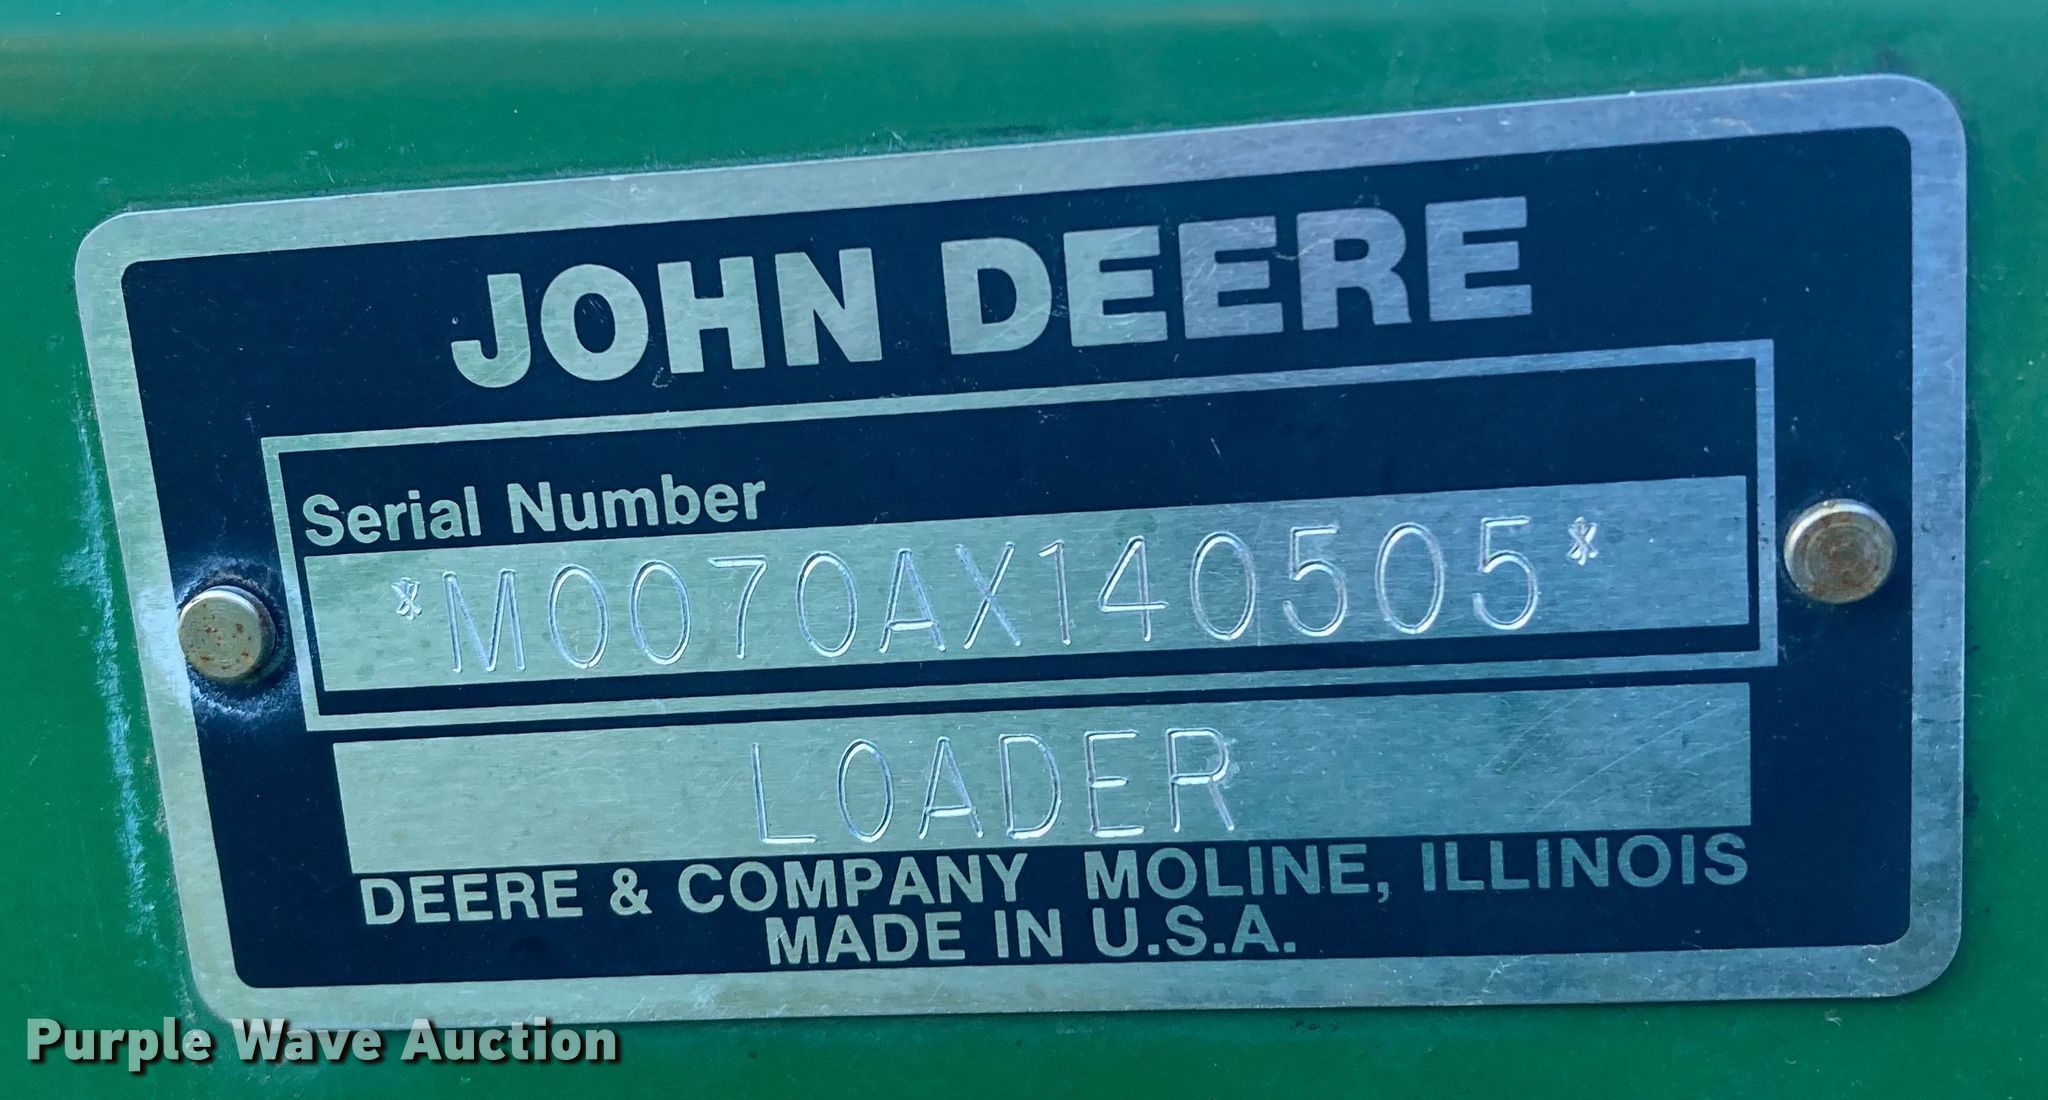 JOHN DEERE
Serial Number
*M0070AX140505*
LOADER
DEERE & COMPANY MOLINE, ILLINOIS
MADE IN U.S.A.
Purple Wave Auction